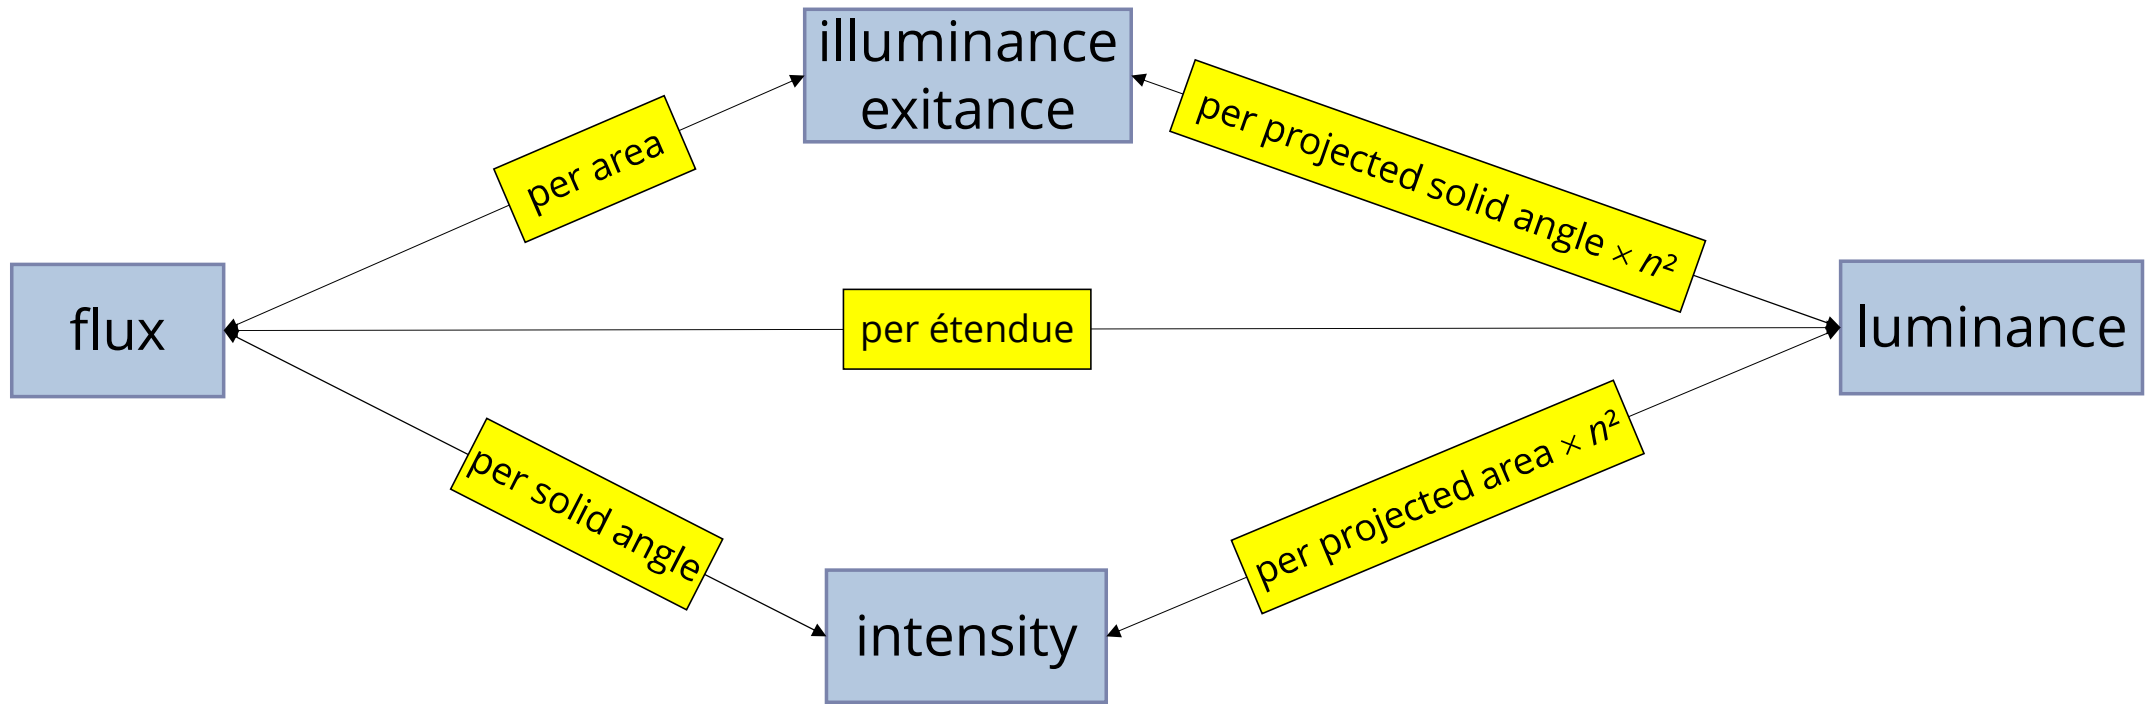 illuminance
exitance
per area
per projected solid angle × n²
flux
per étendue
luminance
per solid angle
per projected area × n²
intensity